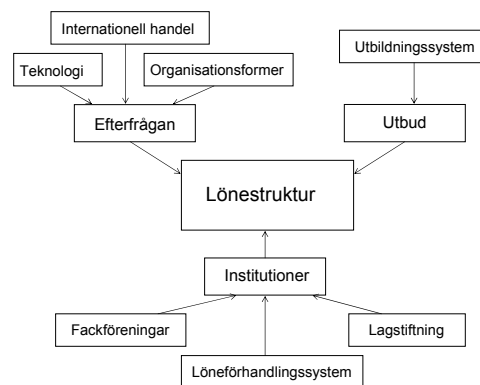 Internationell handel
Teknologi
Organisationsformer
Utbildningssystem
Efterfrågan
Utbud
Lönestruktur
Institutioner
Fackföreningar
Lagstiftning
Löneförhandlingssystem